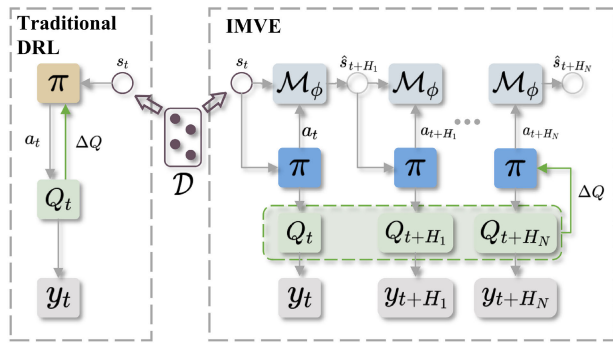 Traditional
DRL
s_t
π
a_t
ΔQ
Q_t
y_t
𝒟
IMVE
s_t
ℳ_ϕ
ŝ_{t+H_1}
ℳ_ϕ
ℳ_ϕ
ŝ_{t+H_N}
a_t
a_{t+H_1}
...
a_{t+H_N}
π
π
π
ΔQ
Q_t
Q_{t+H_1}
Q_{t+H_N}
y_t
y_{t+H_1}
y_{t+H_N}